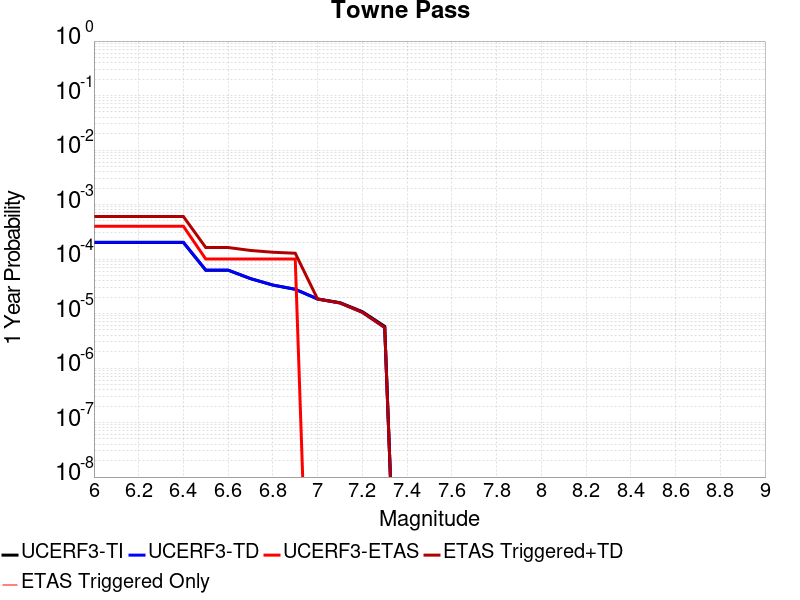 Towne Pass
1 Year Probability
10^0
10^-1
10^-2
10^-3
10^-4
10^-5
10^-6
10^-7
10^-8
6 6.2 6.4 6.6 6.8 7 7.2 7.4 7.6 7.8 8 8.2 8.4 8.6 8.8 9
Magnitude
UCERF3-TI UCERF3-TD UCERF3-ETAS ETAS Triggered+TD
ETAS Triggered Only